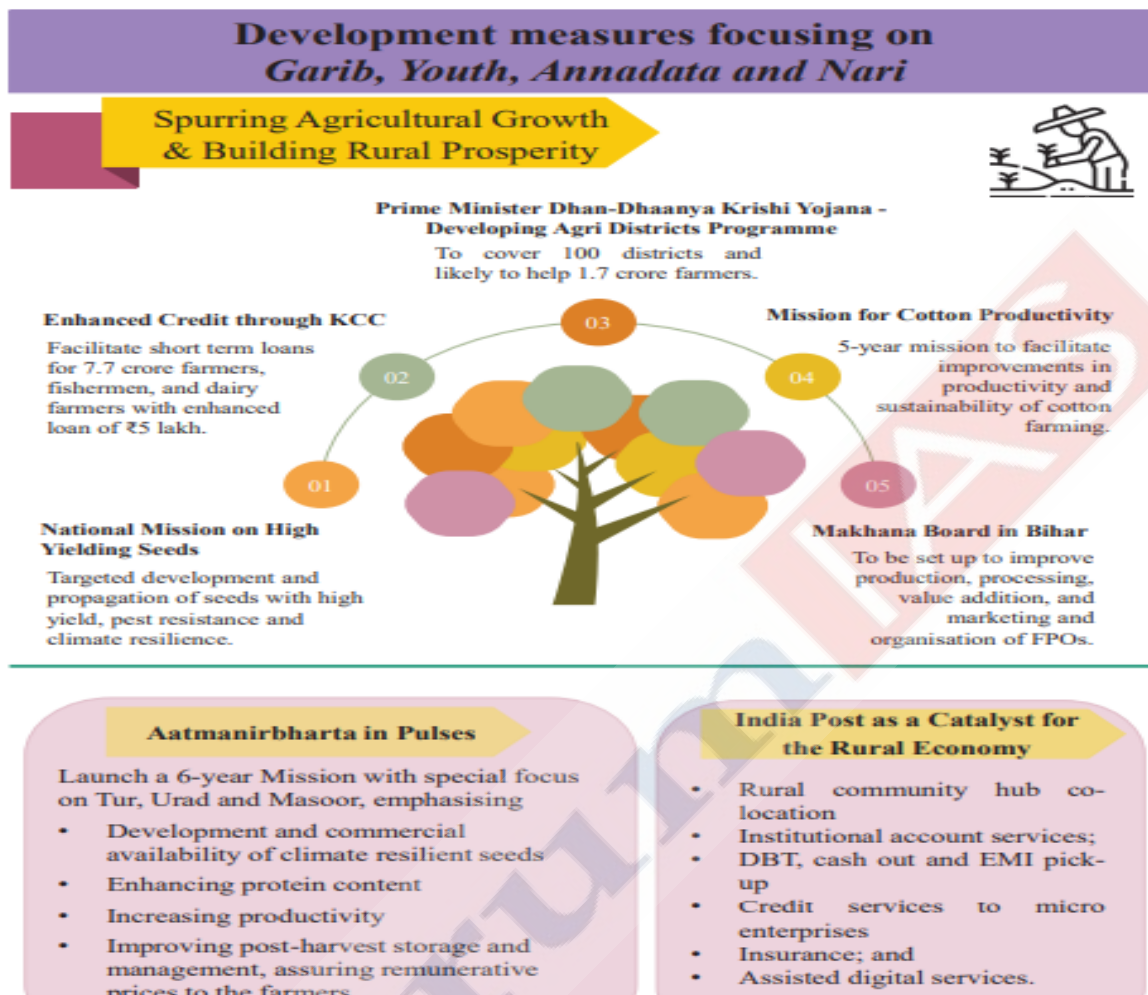 Development measures focusing on
Garib, Youth, Annadata and Nari
Spurring Agricultural Growth
& Building Rural Prosperity
Prime Minister Dhan-Dhaanya Krishi Yojana -
Developing Agri Districts Programme
To cover 100 districts and
likely to help 1.7 crore farmers.
03
Enhanced Credit through KCC
Facilitate short term loans
for 7.7 crore farmers,
fishermen, and dairy
farmers with enhanced
loan of ₹5 lakh.
02
Mission for Cotton Productivity
5-year mission to facilitate
improvements in
productivity and
sustainability of cotton
farming.
04
01
National Mission on High
Yielding Seeds
Targeted development and
propagation of seeds with high
yield, pest resistance and
climate resilience.
05
Makhana Board in Bihar
To be set up to improve
production, processing,
value addition, and
marketing and
organisation of FPOs.
Aatmanirbharta in Pulses
Launch a 6-year Mission with special focus
on Tur, Urad and Masoor, emphasising
• Development and commercial
availability of climate resilient seeds
• Enhancing protein content
• Increasing productivity
• Improving post-harvest storage and
management, assuring remunerative
prices to the farmers
India Post as a Catalyst for
the Rural Economy
• Rural community hub co-
location
• Institutional account services;
• DBT, cash out and EMI pick-
up
• Credit services to micro
enterprises
• Insurance; and
• Assisted digital services.
rum IAS